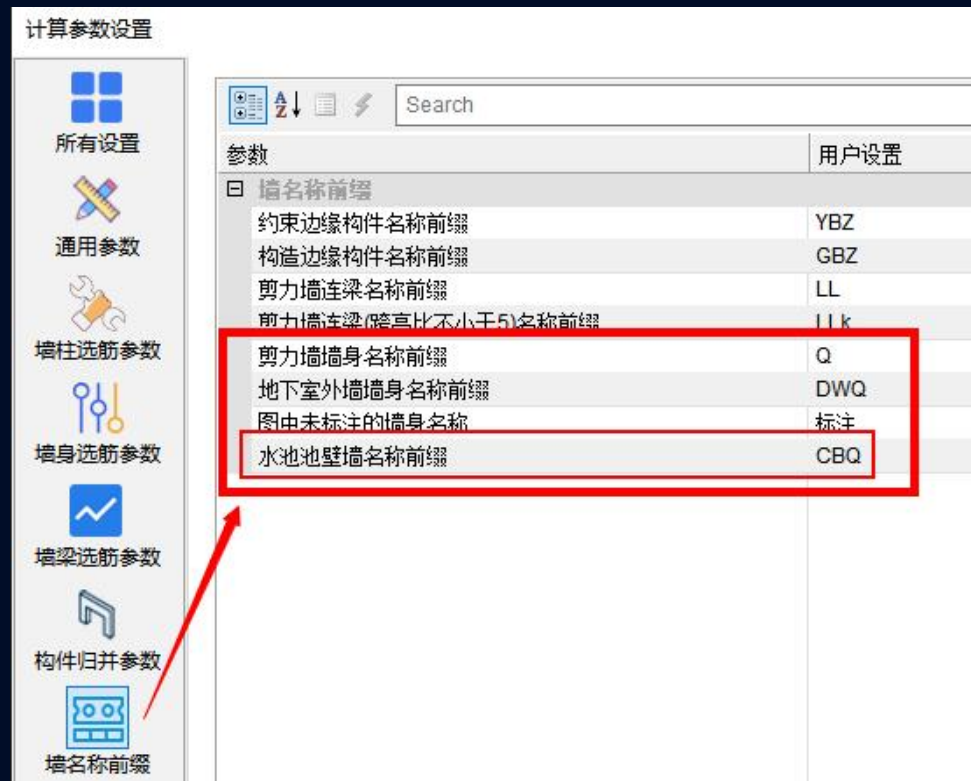 计算参数设置
所有设置
通用参数
墙柱选筋参数
墙身选筋参数
墙梁选筋参数
构件归并参数
墙名称前缀
Search
参数 用户设置
墙名称前缀
约束边缘构件名称前缀 YBZ
构造边缘构件名称前缀 GBZ
剪力墙连梁名称前缀 LL
剪力墙连梁(跨高比不小于5)名称前缀 LLk
剪力墙墙身名称前缀 Q
地下室外墙墙身名称前缀 DWQ
图中未标注的墙身名称 标注
水池池壁墙名称前缀 CBQ